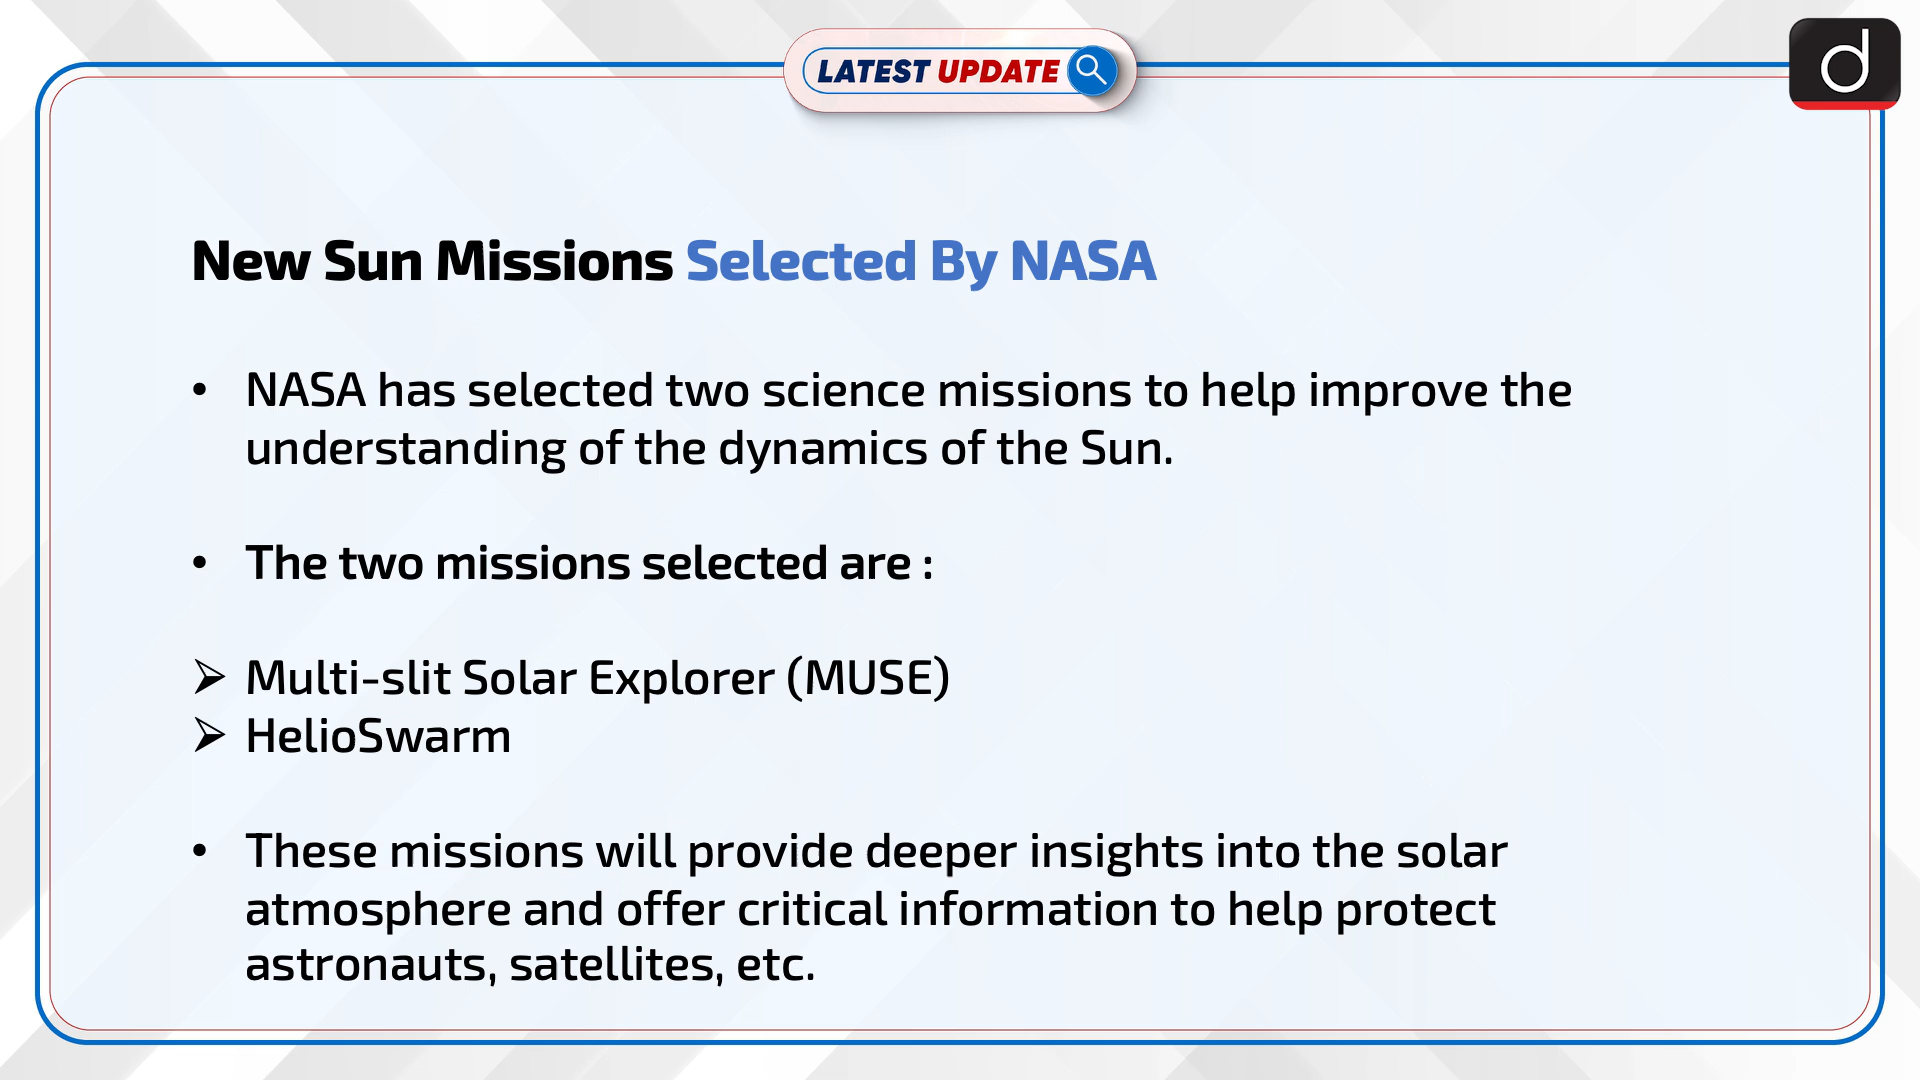 LATEST UPDATE
d
New Sun Missions Selected By NASA
• NASA has selected two science missions to help improve the
understanding of the dynamics of the Sun.
• The two missions selected are :
➢ Multi-slit Solar Explorer (MUSE)
➢ HelioSwarm
• These missions will provide deeper insights into the solar
atmosphere and offer critical information to help protect
astronauts, satellites, etc.